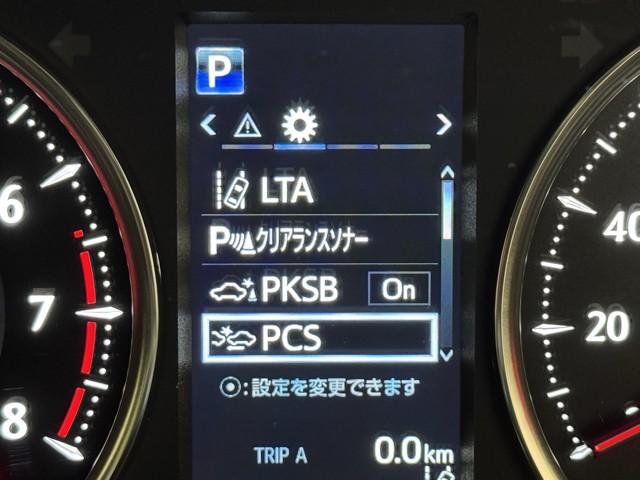 P
LTA
Pクリアランスソナー
PKSB On
PCS
:設定を変更できます
TRIP A 0.0km
6
7
8
40
20